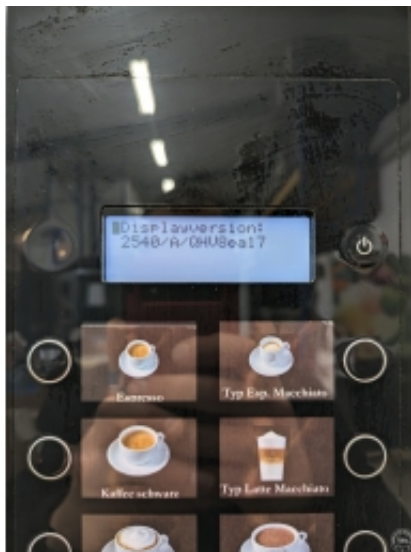 Displayversion:
2540/A/OHV8ea17
Espresso
Typ Esp. Macchiato
Kaffee schwarz
Typ Latte Macchiato